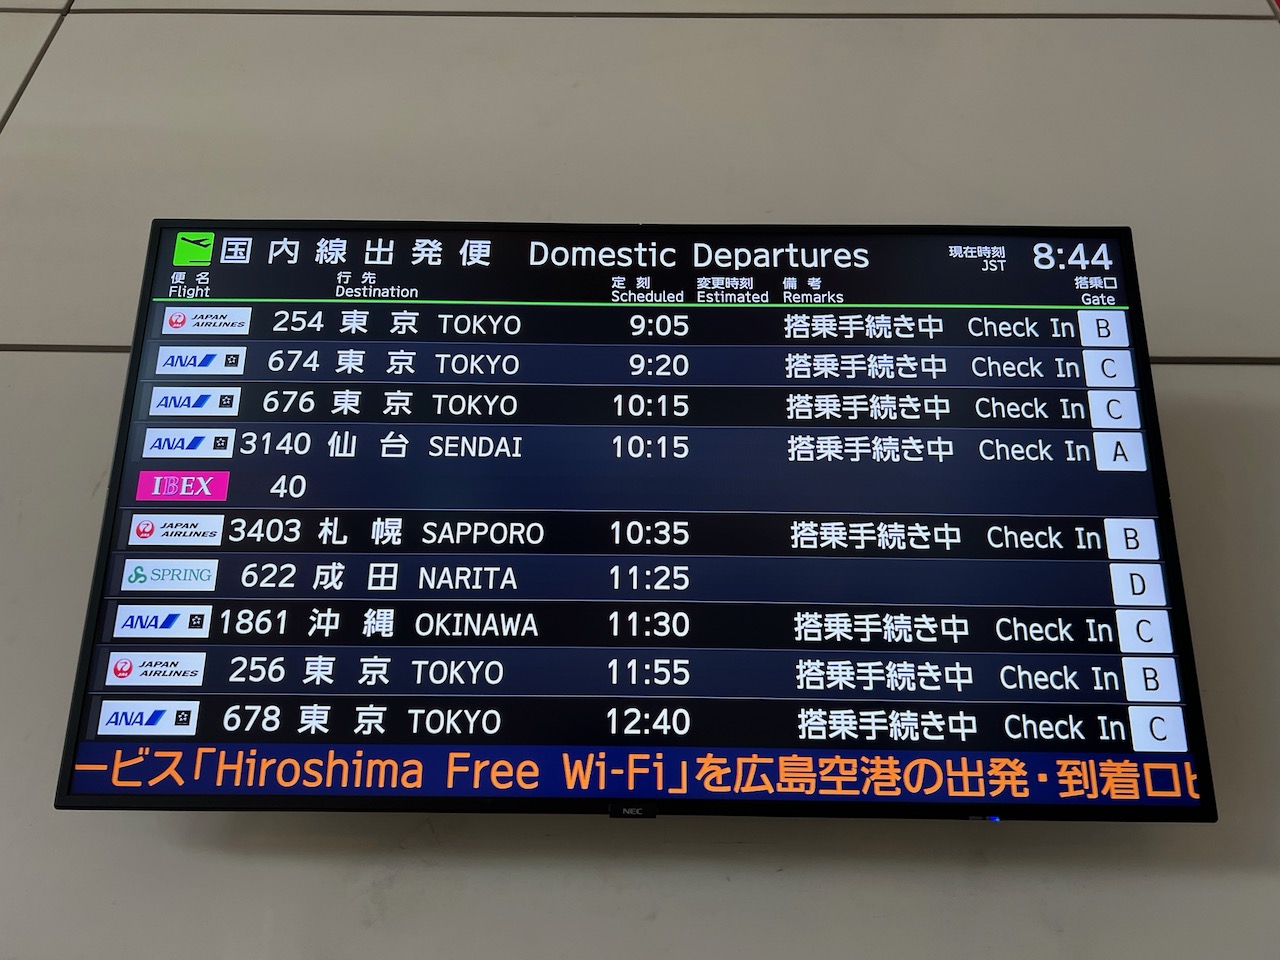 国内線出発便 Domestic Departures 現在時刻 JST 8:44
便名 行先 定刻 変更時刻 備考 搭乗口
Flight Destination Scheduled Estimated Remarks Gate
JAPAN AIRLINES 254 東京 TOKYO 9:05 搭乗手続き中 Check In B
ANA 674 東京 TOKYO 9:20 搭乗手続き中 Check In C
ANA 676 東京 TOKYO 10:15 搭乗手続き中 Check In C
ANA 3140 仙台 SENDAI 10:15 搭乗手続き中 Check In A
IBEX 40
JAPAN AIRLINES 3403 札幌 SAPPORO 10:35 搭乗手続き中 Check In B
SPRING 622 成田 NARITA 11:25 D
ANA 1861 沖縄 OKINAWA 11:30 搭乗手続き中 Check In C
JAPAN AIRLINES 256 東京 TOKYO 11:55 搭乗手続き中 Check In B
ANA 678 東京 TOKYO 12:40 搭乗手続き中 Check In C
ービス「Hiroshima Free Wi-Fi」を広島空港の出発・到着ロビ
NEC